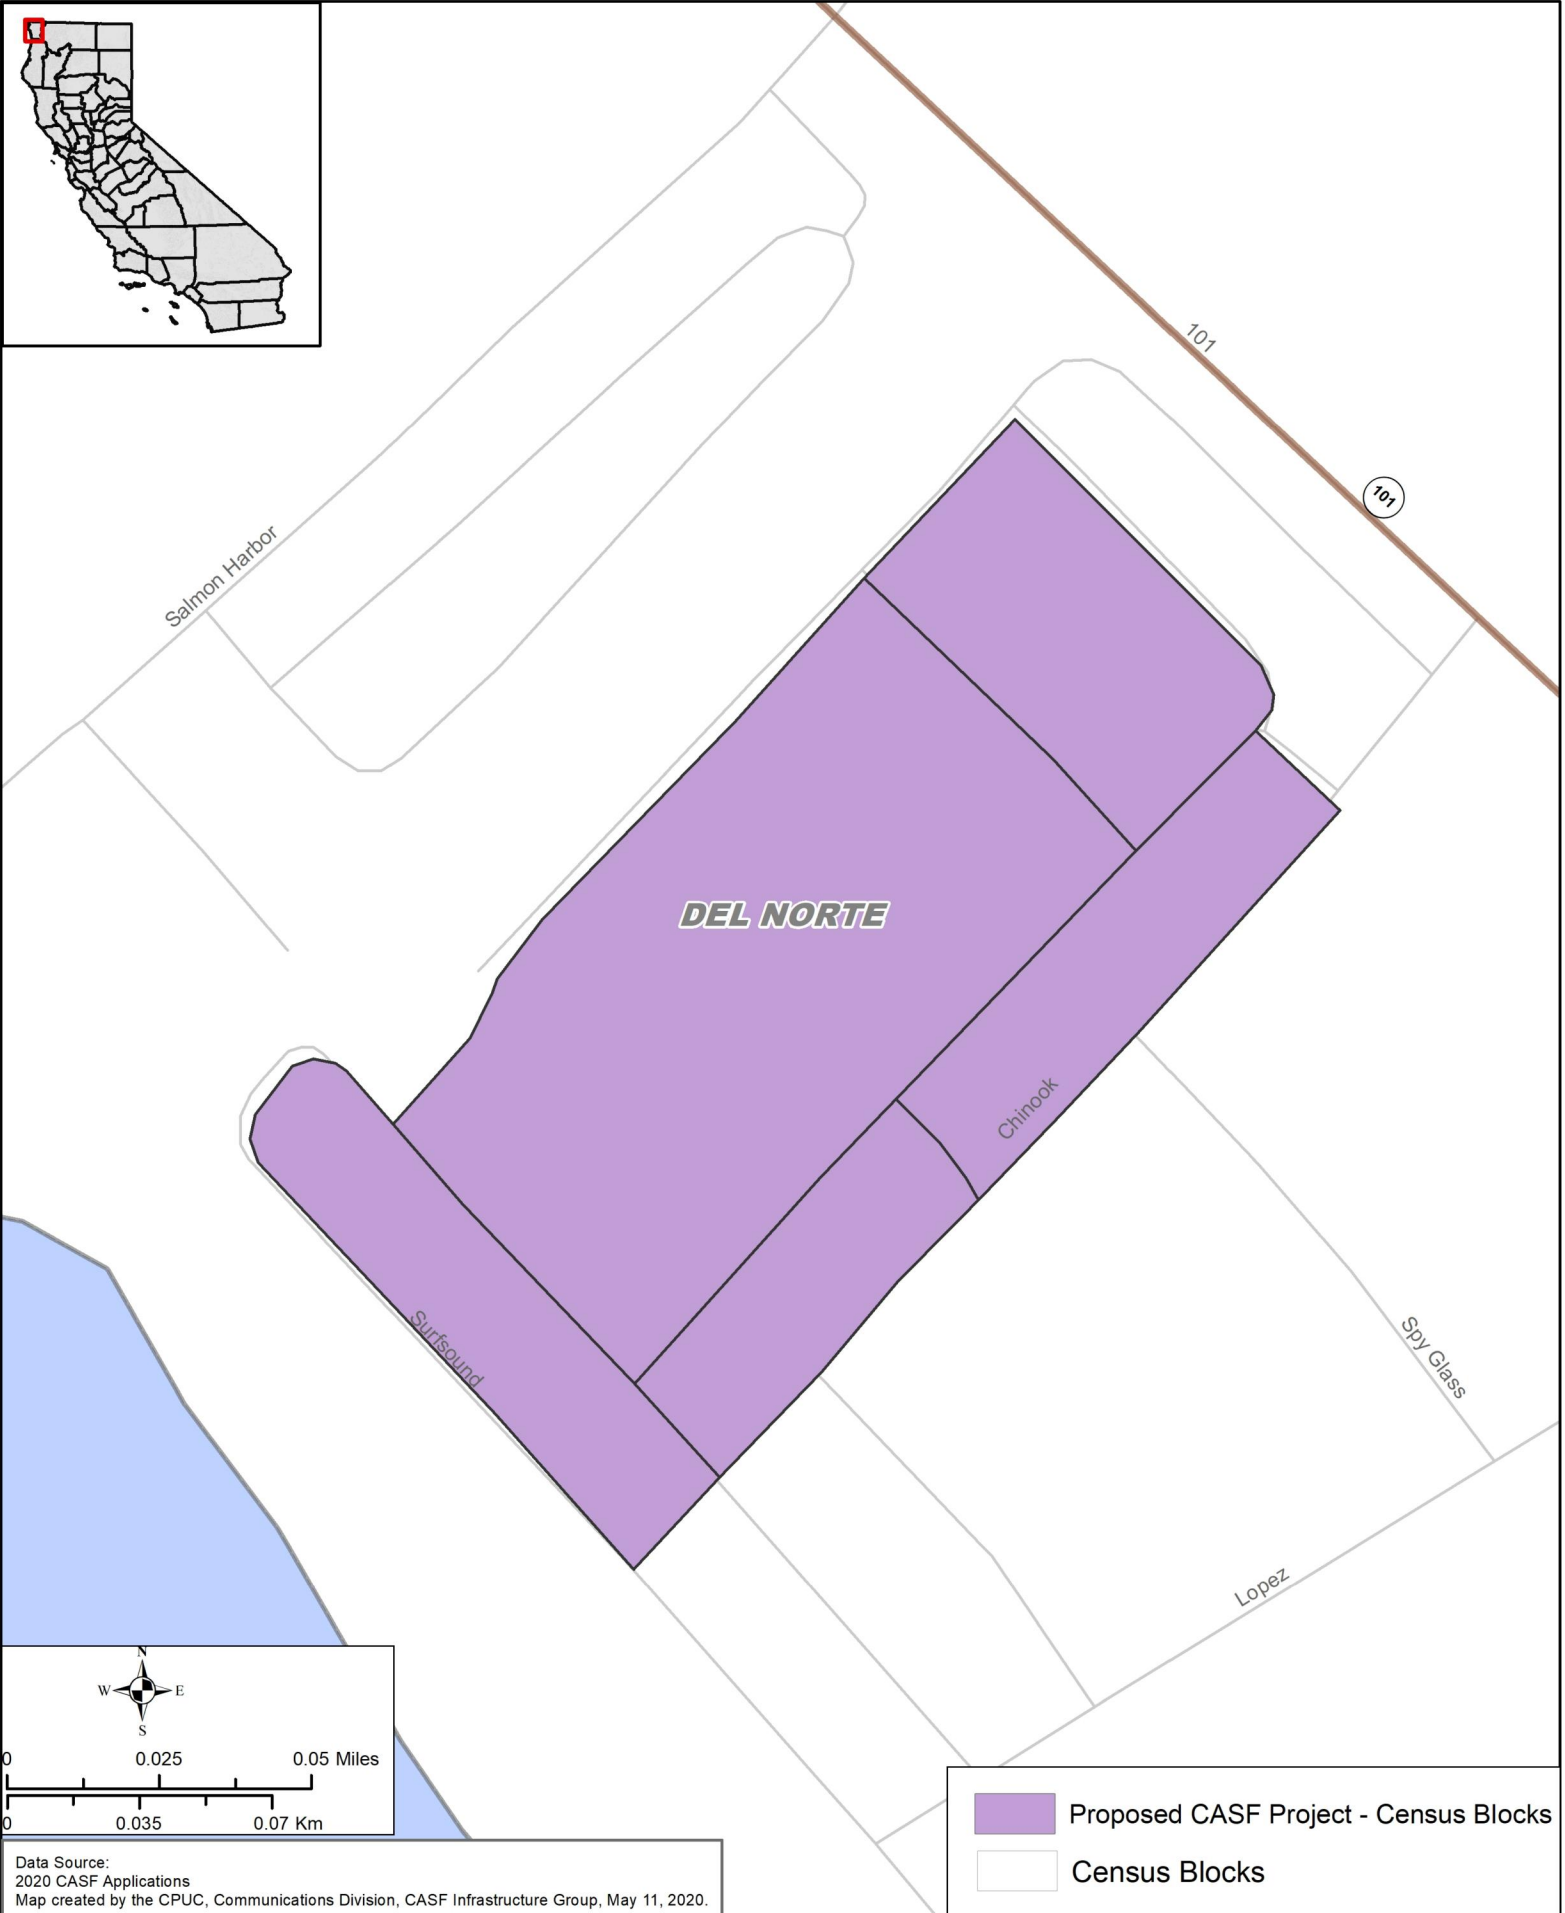 101
101
Salmon Harbor
DEL NORTE
Chinook
Surfsound
Spy Glass
Lopez
N
W E
S
0 0.025 0.05 Miles
0 0.035 0.07 Km
Proposed CASF Project - Census Blocks
Census Blocks
Data Source:
2020 CASF Applications
Map created by the CPUC, Communications Division, CASF Infrastructure Group, May 11, 2020.